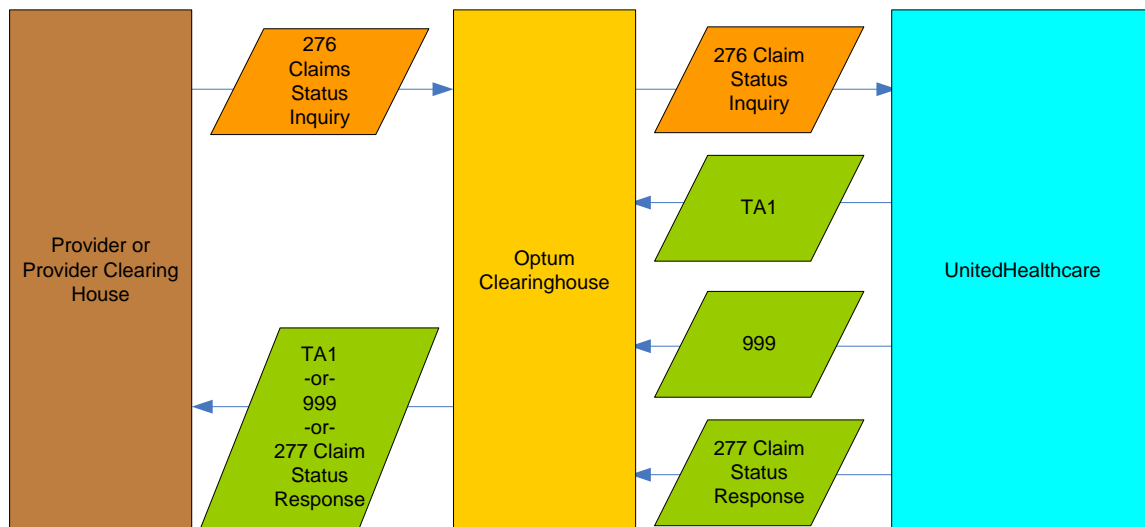 276
Claims
Status
Inquiry
276 Claim
Status
Inquiry
TA1
Provider or
Provider Clearing
House
Optum
Clearinghouse
UnitedHealthcare
999
TA1
-or-
999
-or-
277 Claim
Status
Response
277 Claim
Status
Response